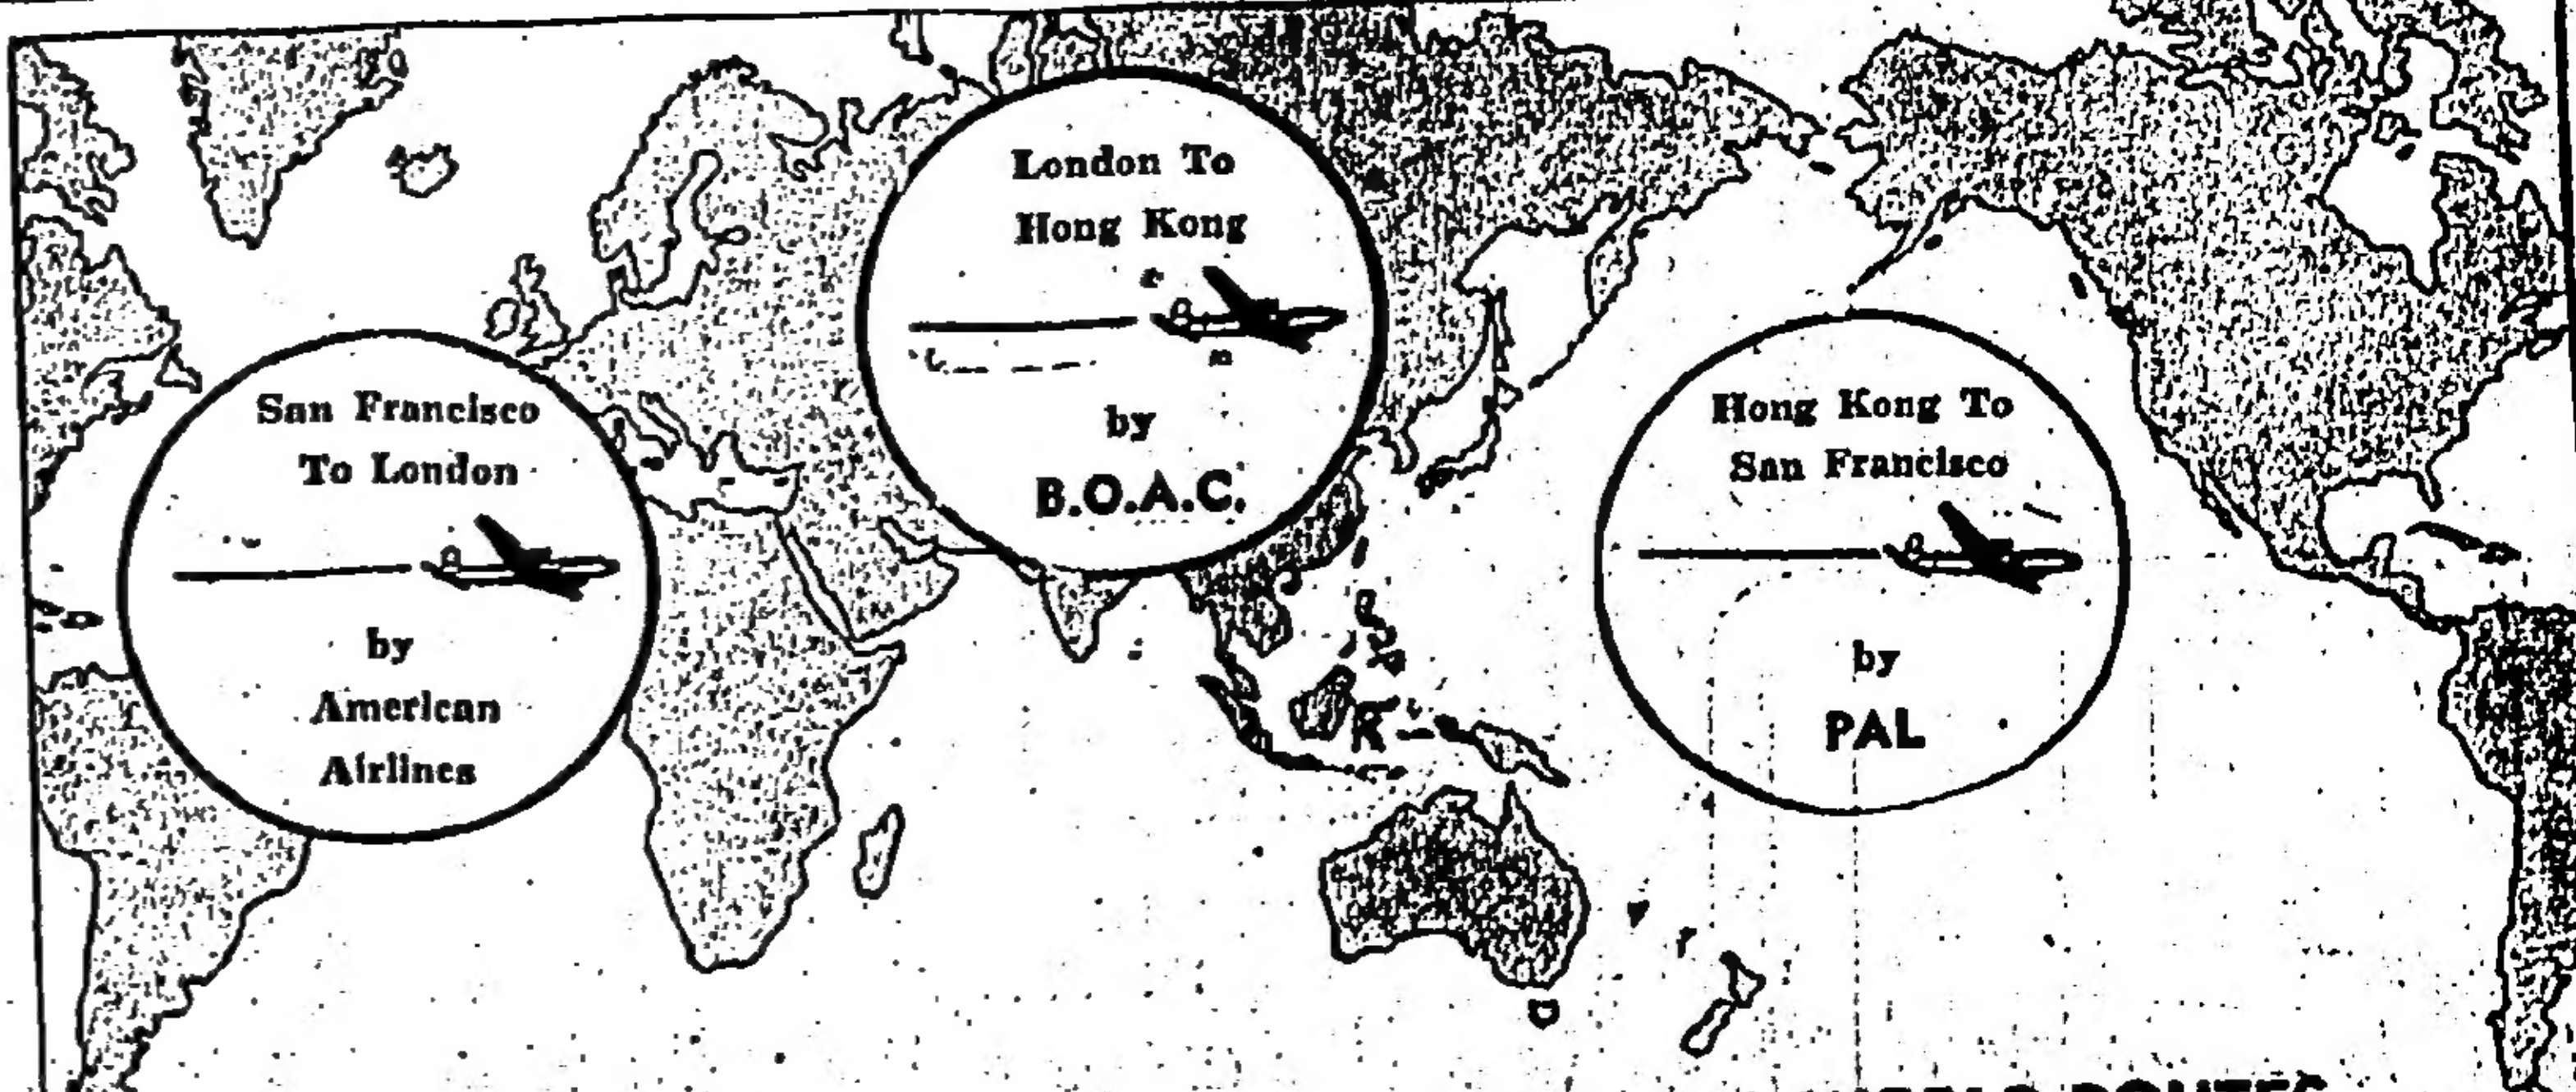 San Francisco
To London
by
American
Airlines
London To
Hong Kong
by
B.O.A.C.
Hong Kong To
San Francisco
by
PAL
ROUTES